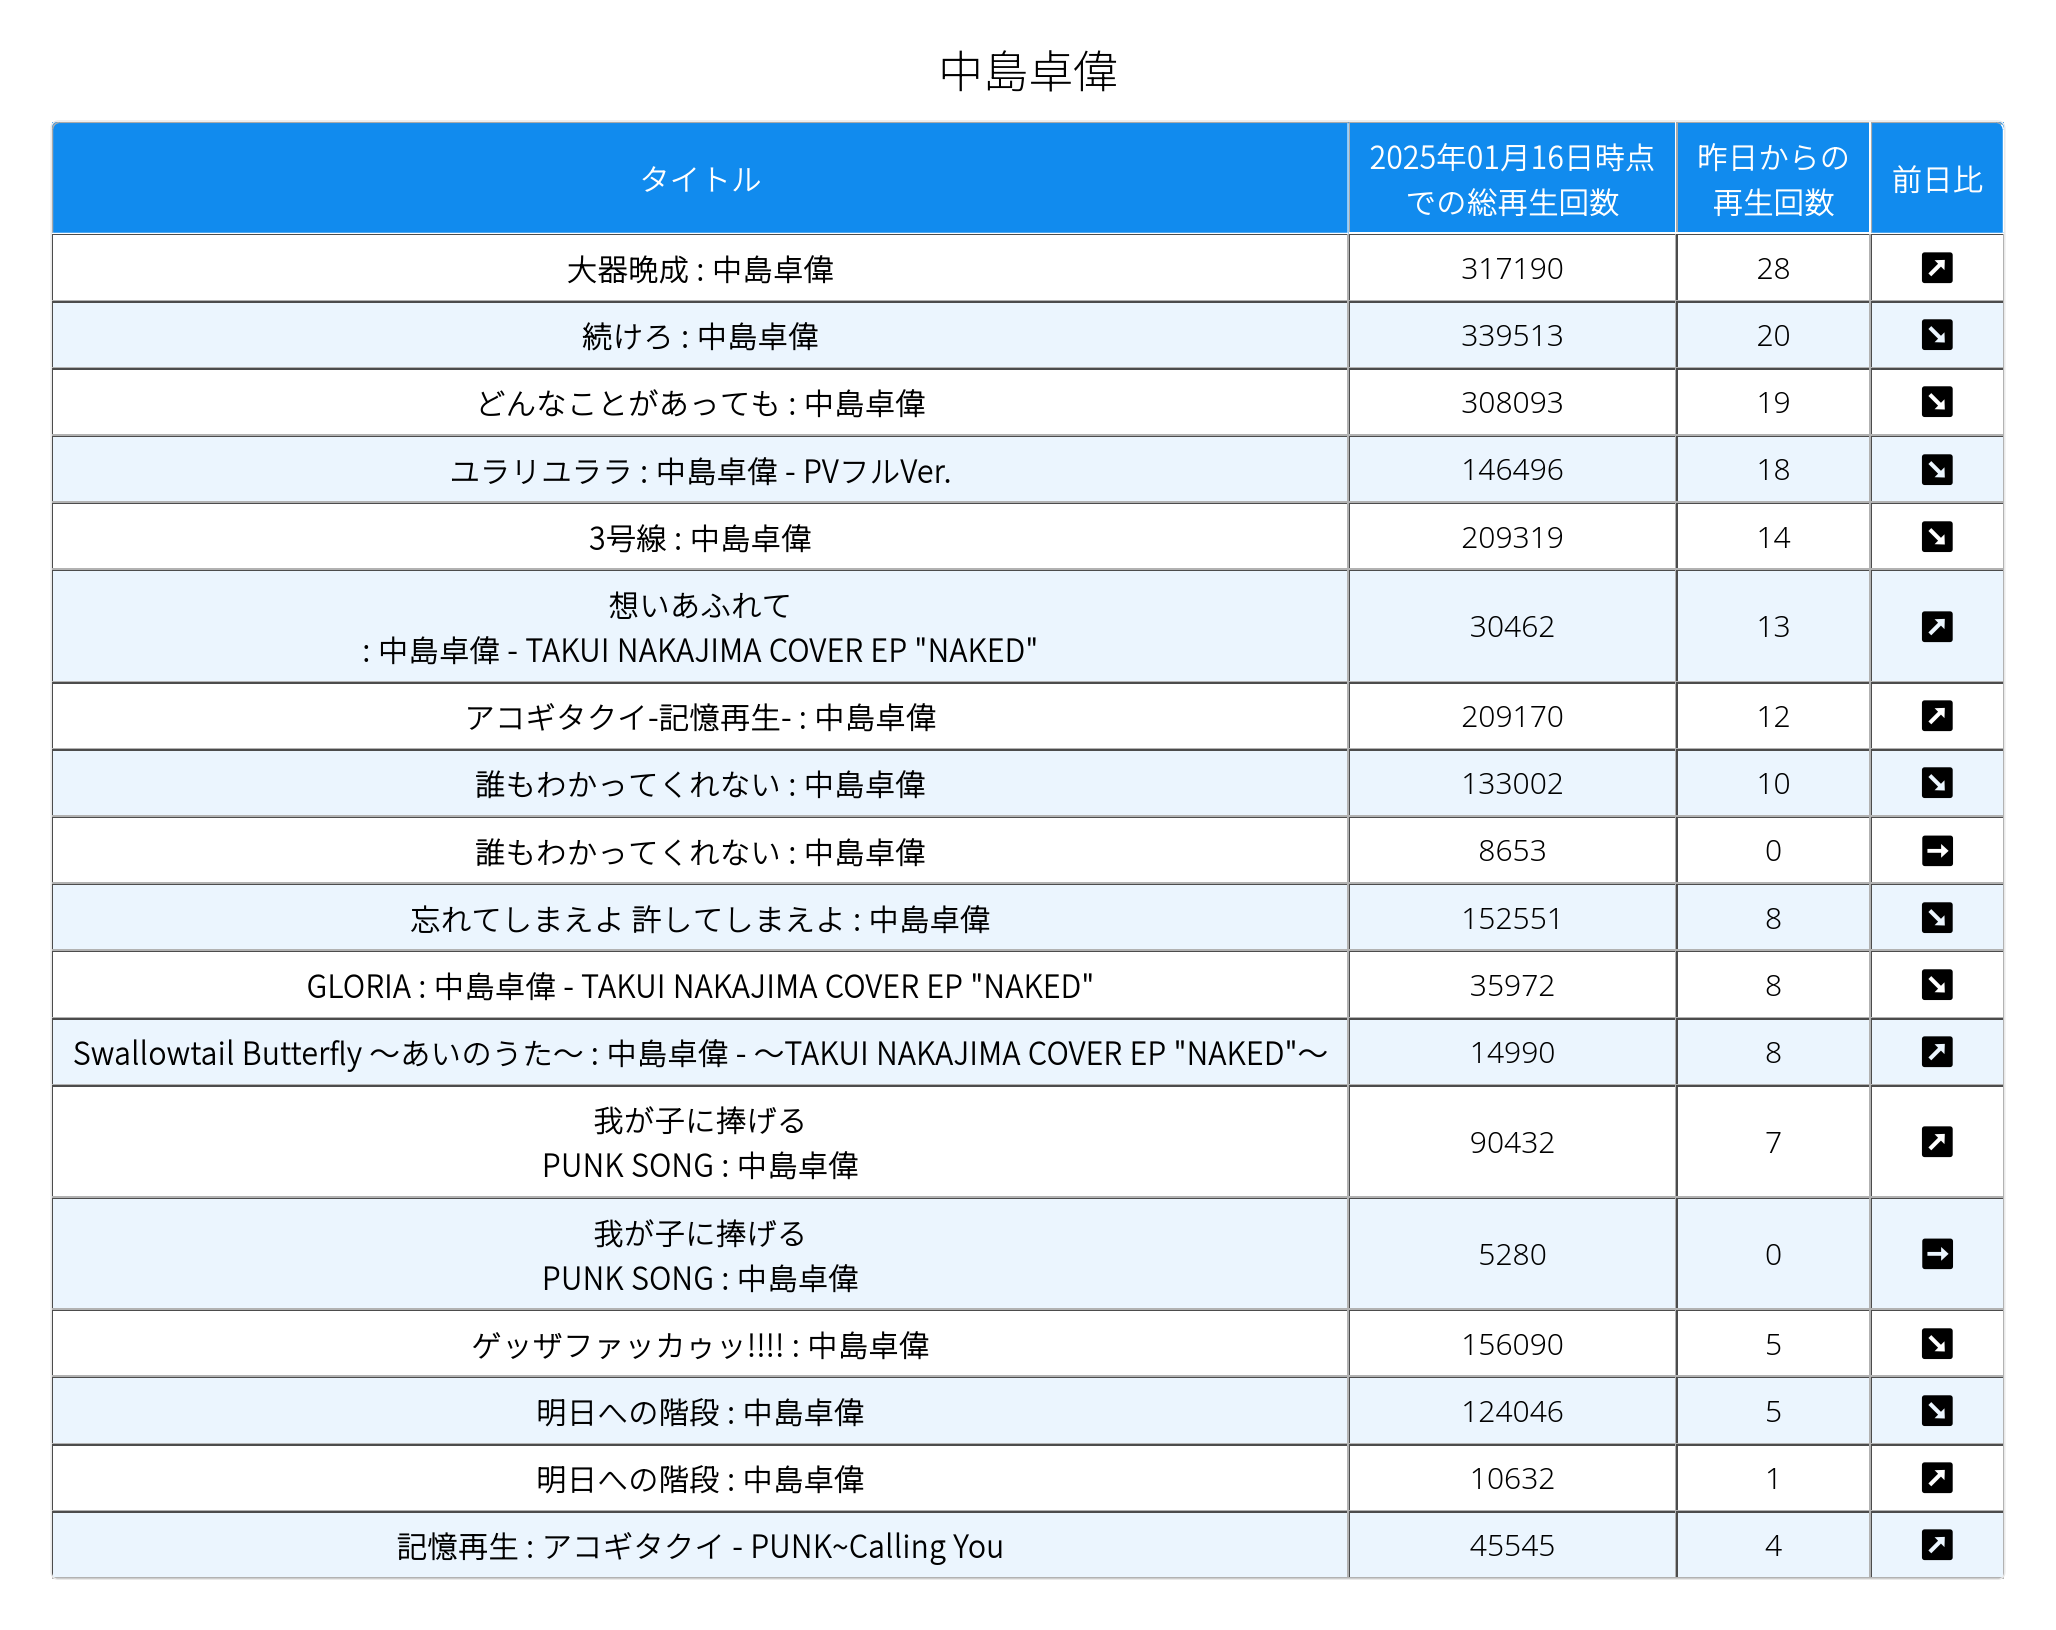 中島卓偉
タイトル
2025年01月16日時点
での総再生回数
昨日からの
再生回数
前日比
大器晩成 : 中島卓偉 317190 28 ↗
続けろ : 中島卓偉 339513 20 ↘
どんなことがあっても : 中島卓偉 308093 19 ↘
ユラリユララ : 中島卓偉 - PVフルVer. 146496 18 ↘
3号線 : 中島卓偉 209319 14 ↘
想いあふれて
: 中島卓偉 - TAKUI NAKAJIMA COVER EP "NAKED" 30462 13 ↗
アコギタクイ-記憶再生- : 中島卓偉 209170 12 ↗
誰もわかってくれない : 中島卓偉 133002 10 ↘
誰もわかってくれない : 中島卓偉 8653 0 →
忘れてしまえよ 許してしまえよ : 中島卓偉 152551 8 ↘
GLORIA : 中島卓偉 - TAKUI NAKAJIMA COVER EP "NAKED" 35972 8 ↘
Swallowtail Butterfly ～あいのうた～ : 中島卓偉 - ～TAKUI NAKAJIMA COVER EP "NAKED"～ 14990 8 ↗
我が子に捧げる
PUNK SONG : 中島卓偉 90432 7 ↗
我が子に捧げる
PUNK SONG : 中島卓偉 5280 0 →
ゲッザファッカゥッ!!!! : 中島卓偉 156090 5 ↘
明日への階段 : 中島卓偉 124046 5 ↘
明日への階段 : 中島卓偉 10632 1 ↗
記憶再生 : アコギタクイ - PUNK~Calling You 45545 4 ↗